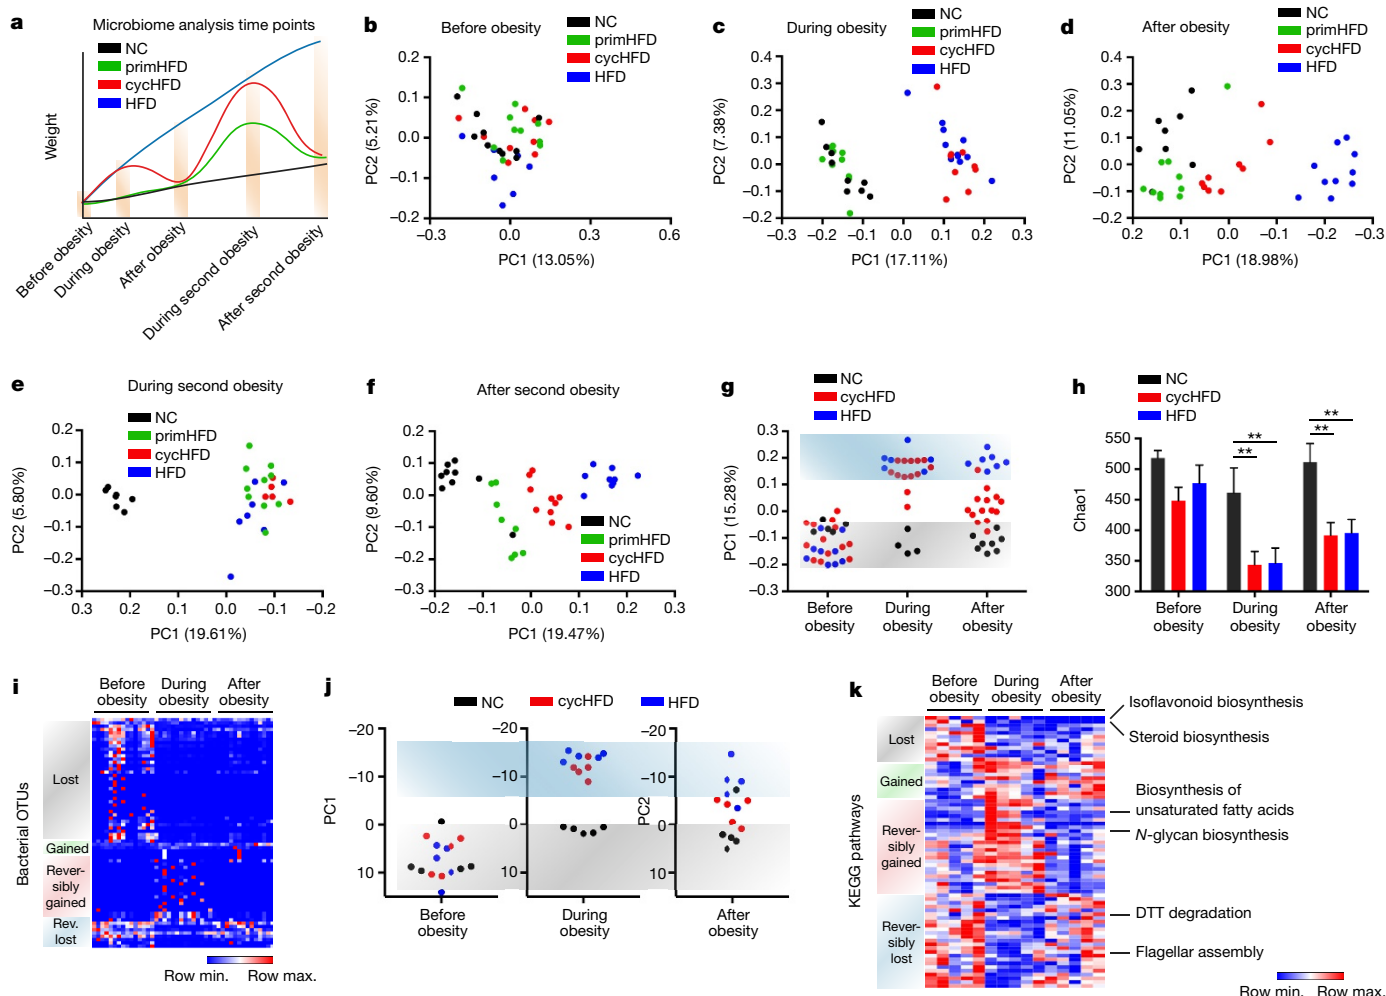 a
Microbiome analysis time points
NC
primHFD
cycHFD
HFD
Weight
Before obesity
During obesity
After obesity
During second obesity
After second obesity
b
Before obesity
NC
primHFD
cycHFD
HFD
0.2
0.1
0.0
–0.1
–0.2
PC2 (5.21%)
–0.3 0.0 0.3 0.6
PC1 (13.05%)
c
During obesity
NC
primHFD
cycHFD
HFD
0.4
0.3
0.2
0.1
0.0
–0.1
–0.2
PC2 (7.38%)
–0.3 –0.2 –0.1 0.0 0.1 0.2 0.3
PC1 (17.11%)
d
After obesity
NC
primHFD
cycHFD
HFD
0.4
0.3
0.2
0.1
0.0
–0.1
–0.2
PC2 (11.05%)
0.2 0.1 0.0 –0.1 –0.2 –0.3
PC1 (18.98%)
e
During second obesity
NC
primHFD
cycHFD
HFD
0.2
0.1
0.0
–0.1
–0.2
–0.3
PC2 (5.80%)
0.3 0.2 0.1 0.0 –0.1 –0.2
PC1 (19.61%)
f
After second obesity
0.2
0.1
0.0
–0.1
–0.2
–0.3
PC2 (9.60%)
NC
primHFD
cycHFD
HFD
–0.2 –0.1 0.0 0.1 0.2 0.3
PC1 (19.47%)
g
NC
cycHFD
HFD
0.3
0.2
0.1
0.0
–0.1
–0.2
–0.3
PC1 (15.28%)
Before obesity
During obesity
After obesity
h
NC
cycHFD
HFD
550
500
450
400
350
300
Chao1
**
**
**
**
Before obesity
During obesity
After obesity
i
Before obesity
During obesity
After obesity
Bacterial OTUs
Lost
Gained
Rever-
sibly
gained
Rev.
lost
Row min. Row max.
j
NC cycHFD HFD
–20
–10
0
10
PC1
Before obesity
–20
–10
0
10
During obesity
–20
–10
0
10
PC2
After obesity
k
Before obesity
During obesity
After obesity
KEGG pathways
Lost
Gained
Rever-
sibly
gained
Rever-
sibly
lost
Isoflavonoid biosynthesis
Steroid biosynthesis
Biosynthesis of
unsaturated fatty acids
N-glycan biosynthesis
DTT degradation
Flagellar assembly
Row min. Row max.